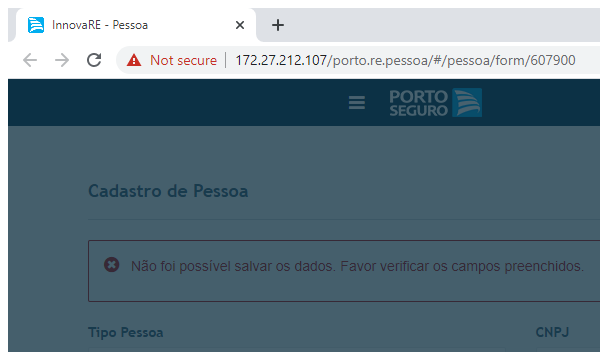 InnovaRE - Pessoa
Not secure 172.27.212.107/porto.re.pessoa/#/pessoa/form/607900
PORTO
SEGURO
Cadastro de Pessoa
Não foi possível salvar os dados. Favor verificar os campos preenchidos.
Tipo Pessoa CNPJ